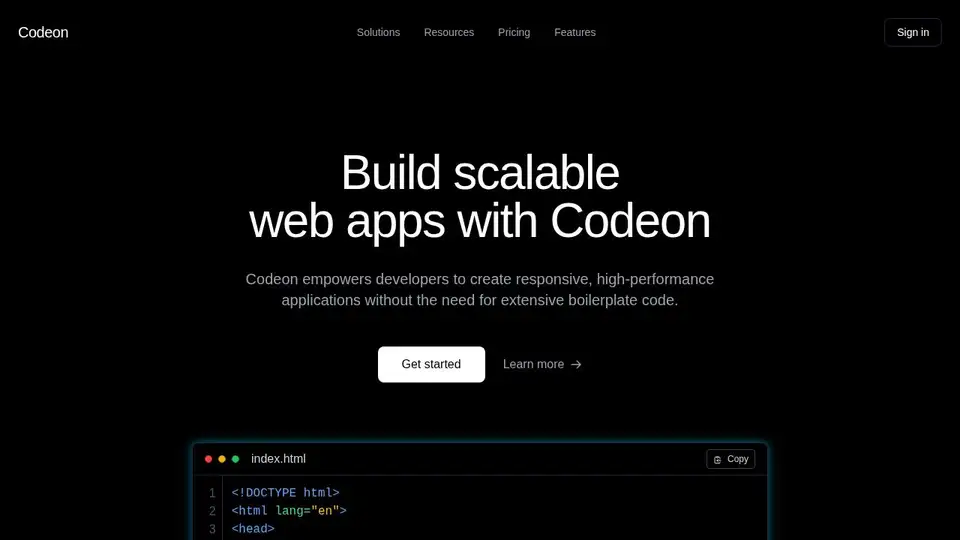 Codeon
Solutions
Resources
Pricing
Features
Sign in
Build scalable
web apps with Codeon
Codeon empowers developers to create responsive, high-performance
applications without the need for extensive boilerplate code.
Get started
Learn more →
index.html
Copy
1 <!DOCTYPE html>
2 <html lang="en">
3 <head>